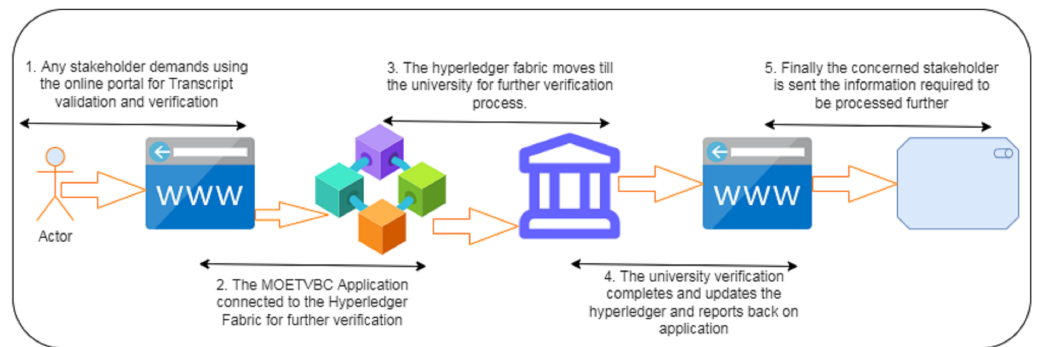 1. Any stakeholder demands using
the online portal for Transcript
validation and verification
3. The hyperledger fabric moves till
the university for further verification
process.
5. Finally the concerned stakeholder
is sent the information required to
be processed further
WWW
WWW
Actor
2. The MOETVBC Application
connected to the Hyperledger
Fabric for further verification
4. The university verification
completes and updates the
hyperledger and reports back on
application